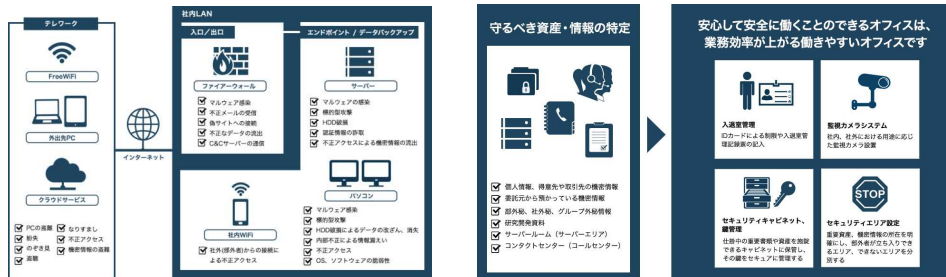 テレワーク
FreeWiFi
外出先PC
クラウドサービス
PCの盗難
紛失
のぞき見
盗聴
なりすまし
不正アクセス
機密情報の盗難
インターネット
社内LAN
入口/出口
ファイアーウォール
マルウェア感染
不正メールの受信
偽サイトへの接続
不正なデータの流出
C&Cサーバーの通信
エンドポイント / データバックアップ
サーバー
マルウェアの感染
標的型攻撃
HDD破損
認証情報の詐取
不正アクセスによる機密情報の流出
社内WiFi
社外(部外者)からの接続に
よる不正アクセス
パソコン
マルウェア感染
標的型攻撃
HDD破損によるデータの改ざん、消失
内部不正による情報漏えい
不正アクセス
OS、ソフトウェアの脆弱性
守るべき資産・情報の特定
個人情報、得意先や取引先の機密情報
委託元から預かっている機密情報
部外秘、社外秘、グループ外秘情報
研究開発資料
サーバールーム（サーバーエリア）
コンタクトセンター（コールセンター）
安心して安全に働くことのできるオフィスは、
業務効率が上がる働きやすいオフィスです
入退室管理
IDカードによる制限や入退室管
理記録簿の記入
監視カメラシステム
社内、社外における用途に応じ
た監視カメラ設置
セキュリティキャビネット、
鍵管理
仕掛中の重要書類や資産を施錠
できるキャビネットに保管し、
その鍵をセキュアに管理する
STOP
セキュリティエリア設定
重要資産、機密情報の所在を明
確にし、部外者が立ち入りでき
るエリア、できないエリアを分
別する